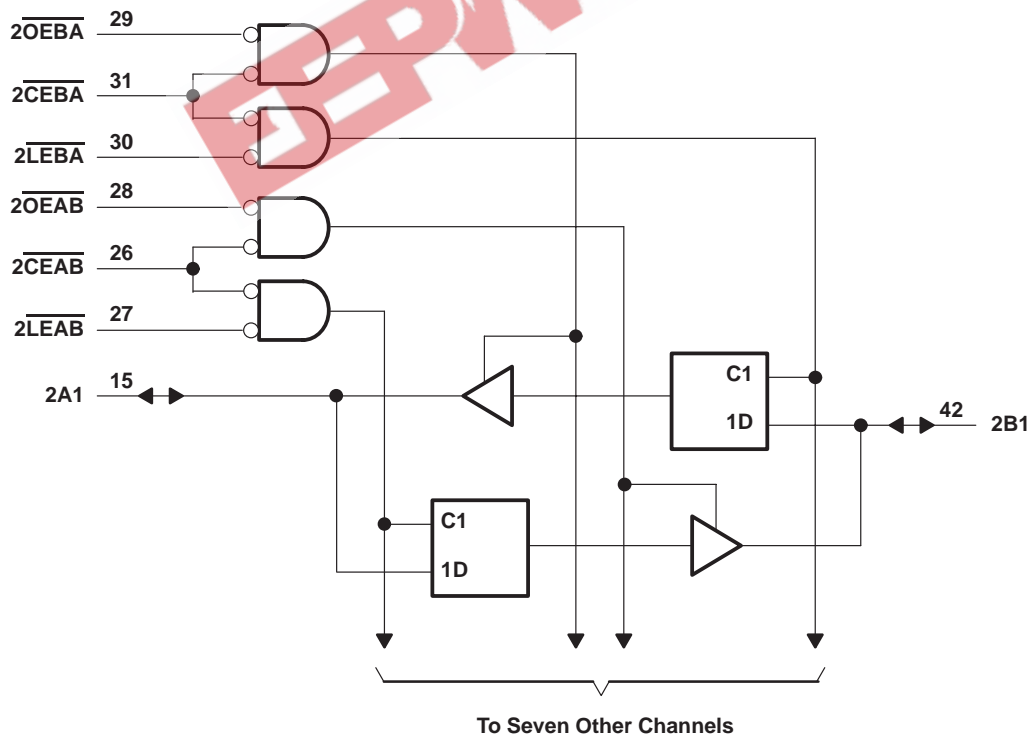 2OEBA 29
2CEBA 31
2LEBA 30
2OEAB 28
2CEAB 26
2LEAB 27
2A1 15
C1
1D
42 2B1
C1
1D
To Seven Other Channels